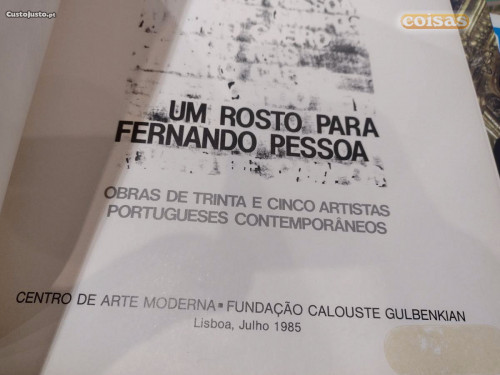 CustoJusto.pt
coisas
UM ROSTO PARA
FERNANDO PESSOA
OBRAS DE TRINTA E CINCO ARTISTAS
PORTUGUESES CONTEMPORÂNEOS
CENTRO DE ARTE MODERNA ▪ FUNDAÇÃO CALOUSTE GULBENKIAN
Lisboa, Julho 1985